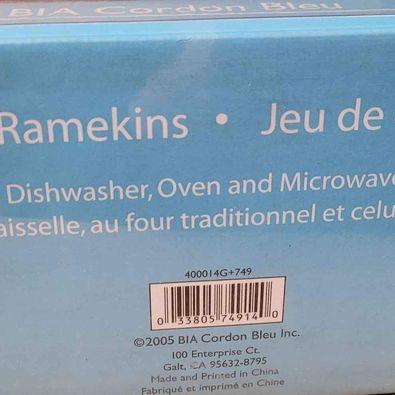 BIA Cordon Bleu
Ramekins • Jeu de
Dishwasher, Oven and Microwave
aisselle, au four traditionnel et celu
400014G+749
0 33805 74914 0
©2005 BIA Cordon Bleu Inc.
100 Enterprise Ct.
Galt, CA 95632-8795
Made and Printed in China
Fabriqué et imprimé en Chine